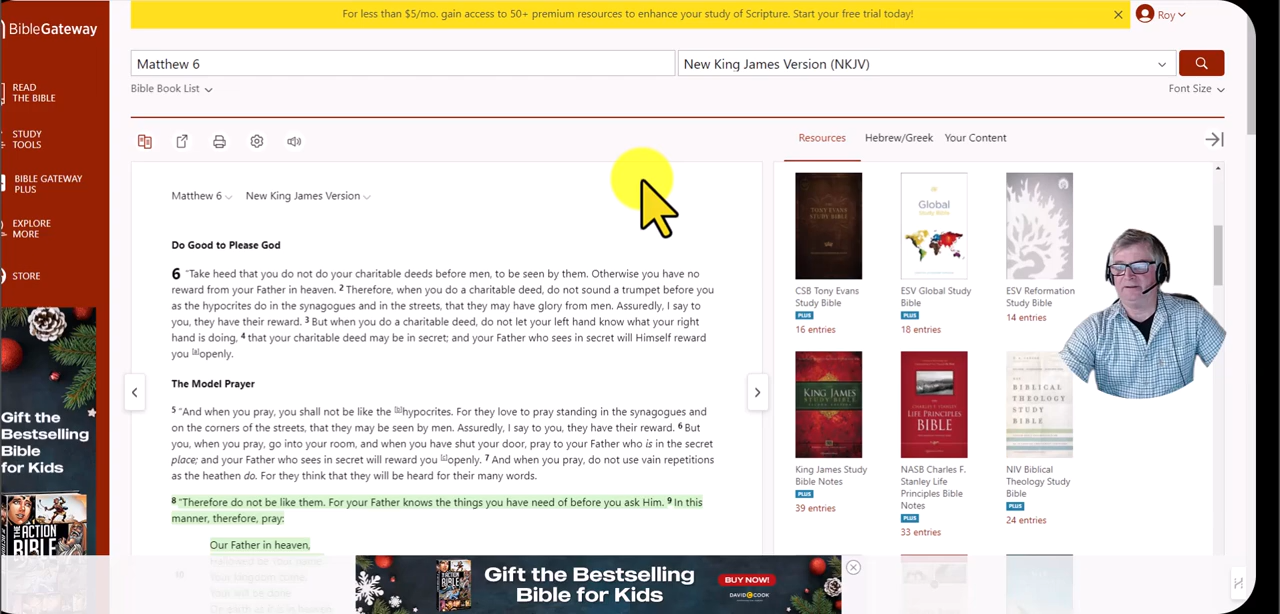 For less than $5/mo. gain access to 50+ premium resources to enhance your study of Scripture. Start your free trial today!
Roy
BibleGateway
Matthew 6
New King James Version (NKJV)
Bible Book List
Font Size
READ
THE BIBLE
STUDY
TOOLS
BIBLE GATEWAY
PLUS
EXPLORE
MORE
STORE
Gift the
Bestselling
Bible
for Kids
THE ACTION
BIBLE
Resources
Hebrew/Greek
Your Content
Matthew 6
New King James Version
Do Good to Please God
6 "Take heed that you do not do your charitable deeds before men, to be seen by them. Otherwise you have no
reward from your Father in heaven. 2 Therefore, when you do a charitable deed, do not sound a trumpet before you
as the hypocrites do in the synagogues and in the streets, that they may have glory from men. Assuredly, I say to
you, they have their reward. 3 But when you do a charitable deed, do not let your left hand know what your right
hand is doing, 4 that your charitable deed may be in secret; and your Father who sees in secret will Himself reward
you [a]openly.
The Model Prayer
5 "And when you pray, you shall not be like the [b]hypocrites. For they love to pray standing in the synagogues and
on the corners of the streets, that they may be seen by men. Assuredly, I say to you, they have their reward. 6 But
you, when you pray, go into your room, and when you have shut your door, pray to your Father who is in the secret
place; and your Father who sees in secret will reward you [c]openly. 7 And when you pray, do not use vain repetitions
as the heathen do. For they think that they will be heard for their many words.
8 "Therefore do not be like them. For your Father knows the things you have need of before you ask Him. 9 In this
manner, therefore, pray:
Our Father in heaven,
Hallowed be Your name.
TONY EVANS
STUDY BIBLE
CSB Tony Evans
Study Bible
PLUS
16 entries
Global
STUDY BIBLE
ESV Global Study
Bible
PLUS
18 entries
ESV Reformation
Study Bible
14 entries
KING JAMES
STUDY BIBLE
King James Study
Bible Notes
PLUS
39 entries
LIFE PRINCIPLES
BIBLE
NASB Charles F.
Stanley Life
Principles Bible
Notes
PLUS
33 entries
BIBLICAL
THEOLOGY
STUDY
BIBLE
NIV Biblical
Theology Study
Bible
PLUS
24 entries
Gift the Bestselling
Bible for Kids
BUY NOW!
DAVID C COOK